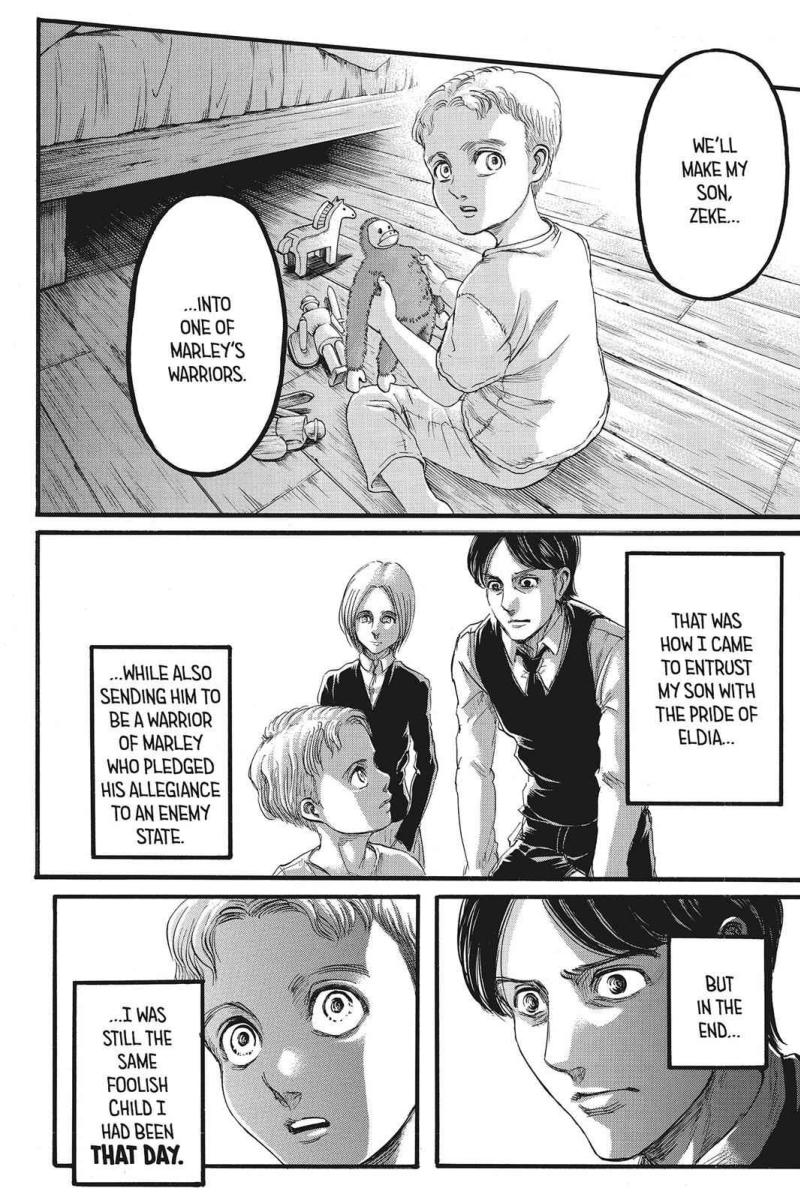 WE'LL
MAKE MY
SON,
ZEKE...
...INTO
ONE OF
MARLEY'S
WARRIORS.
THAT WAS
HOW I CAME
TO ENTRUST
MY SON WITH
THE PRIDE OF
ELDIA...
...WHILE ALSO
SENDING HIM TO
BE A WARRIOR
OF MARLEY
WHO PLEDGED
HIS ALLEGIANCE
TO AN ENEMY
STATE.
BUT
IN THE
END...
...I WAS
STILL THE
SAME
FOOLISH
CHILD I
HAD BEEN
THAT DAY.